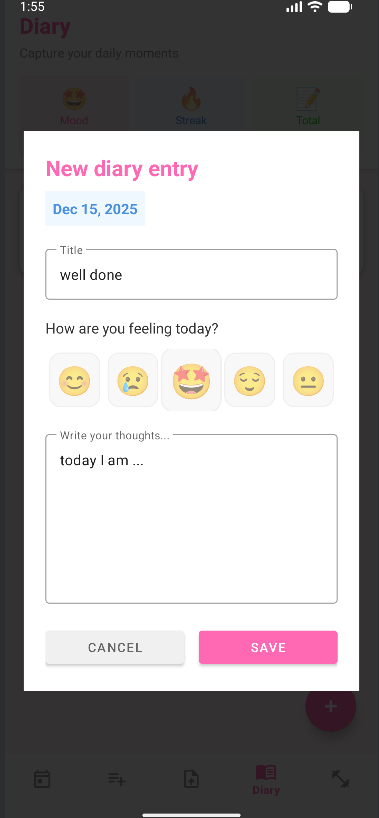 1:55
Diary
Capture your daily moments
Mood
Streak
Total
New diary entry
Dec 15, 2025
Title
well done
How are you feeling today?
Write your thoughts...
today I am ...
CANCEL
SAVE
+
Diary